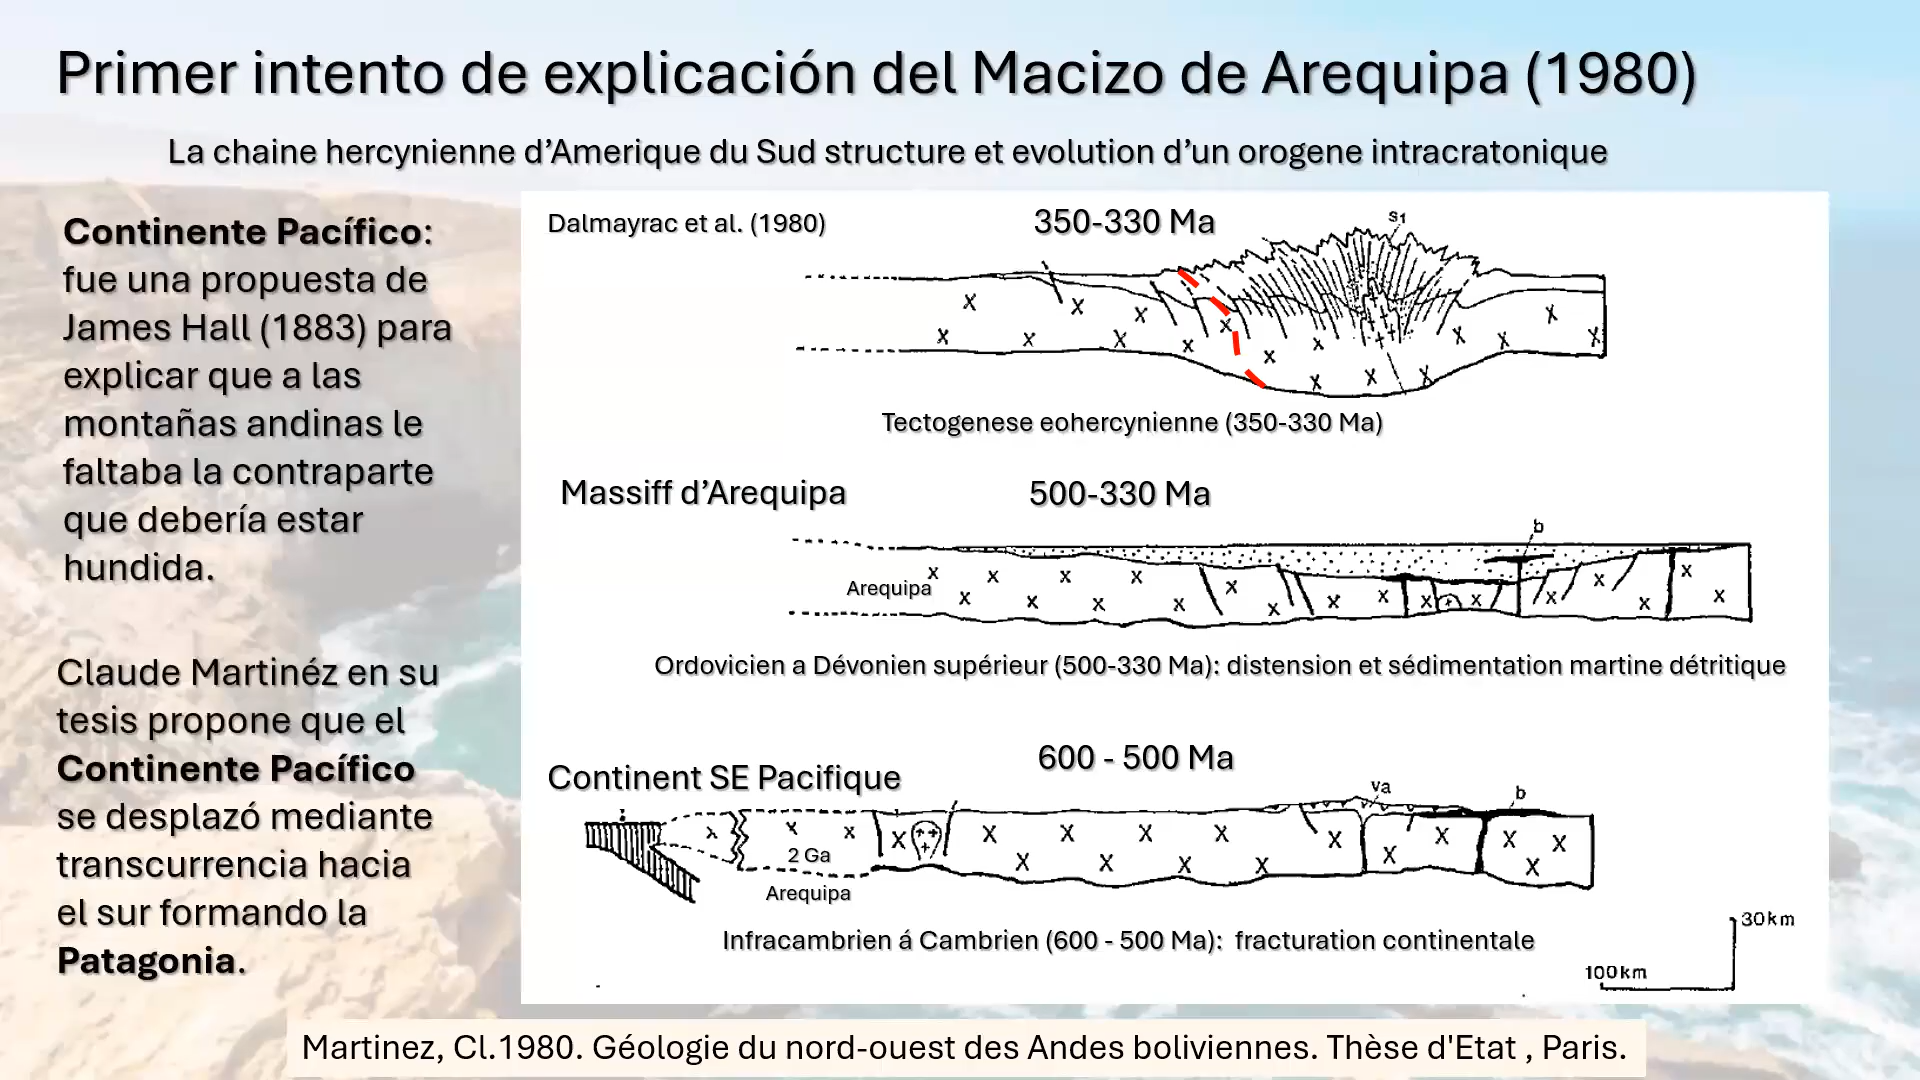 Primer intento de explicación del Macizo de Arequipa (1980)
La chaine hercynienne d’Amerique du Sud structure et evolution d’un orogene intracratonique
Continente Pacífico:
fue una propuesta de
James Hall (1883) para
explicar que a las
montañas andinas le
faltaba la contraparte
que debería estar
hundida.
Claude Martinéz en su
tesis propone que el
Continente Pacífico
se desplazó mediante
transcurrencia hacia
el sur formando la
Patagonia.
Dalmayrac et al. (1980)
350-330 Ma
S1
Tectogenese eohercynienne (350-330 Ma)
Massiff d’Arequipa
500-330 Ma
b
Arequipa
Ordovicien a Dévonien supérieur (500-330 Ma): distension et sédimentation martine détritique
600 - 500 Ma
Continent SE Pacifique
va
b
2 Ga
Arequipa
Infracambrien á Cambrien (600 - 500 Ma): fracturation continentale
30km
100km
Martinez, Cl.1980. Géologie du nord-ouest des Andes boliviennes. Thèse d'Etat , Paris.